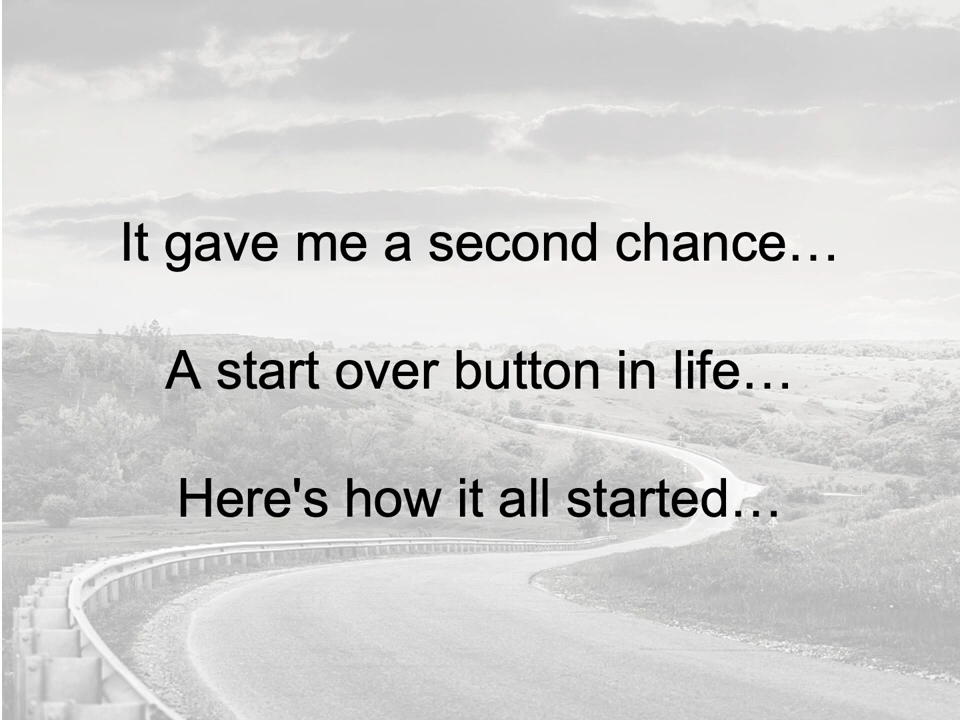 It gave me a second chance…
A start over button in life…
Here's how it all started…